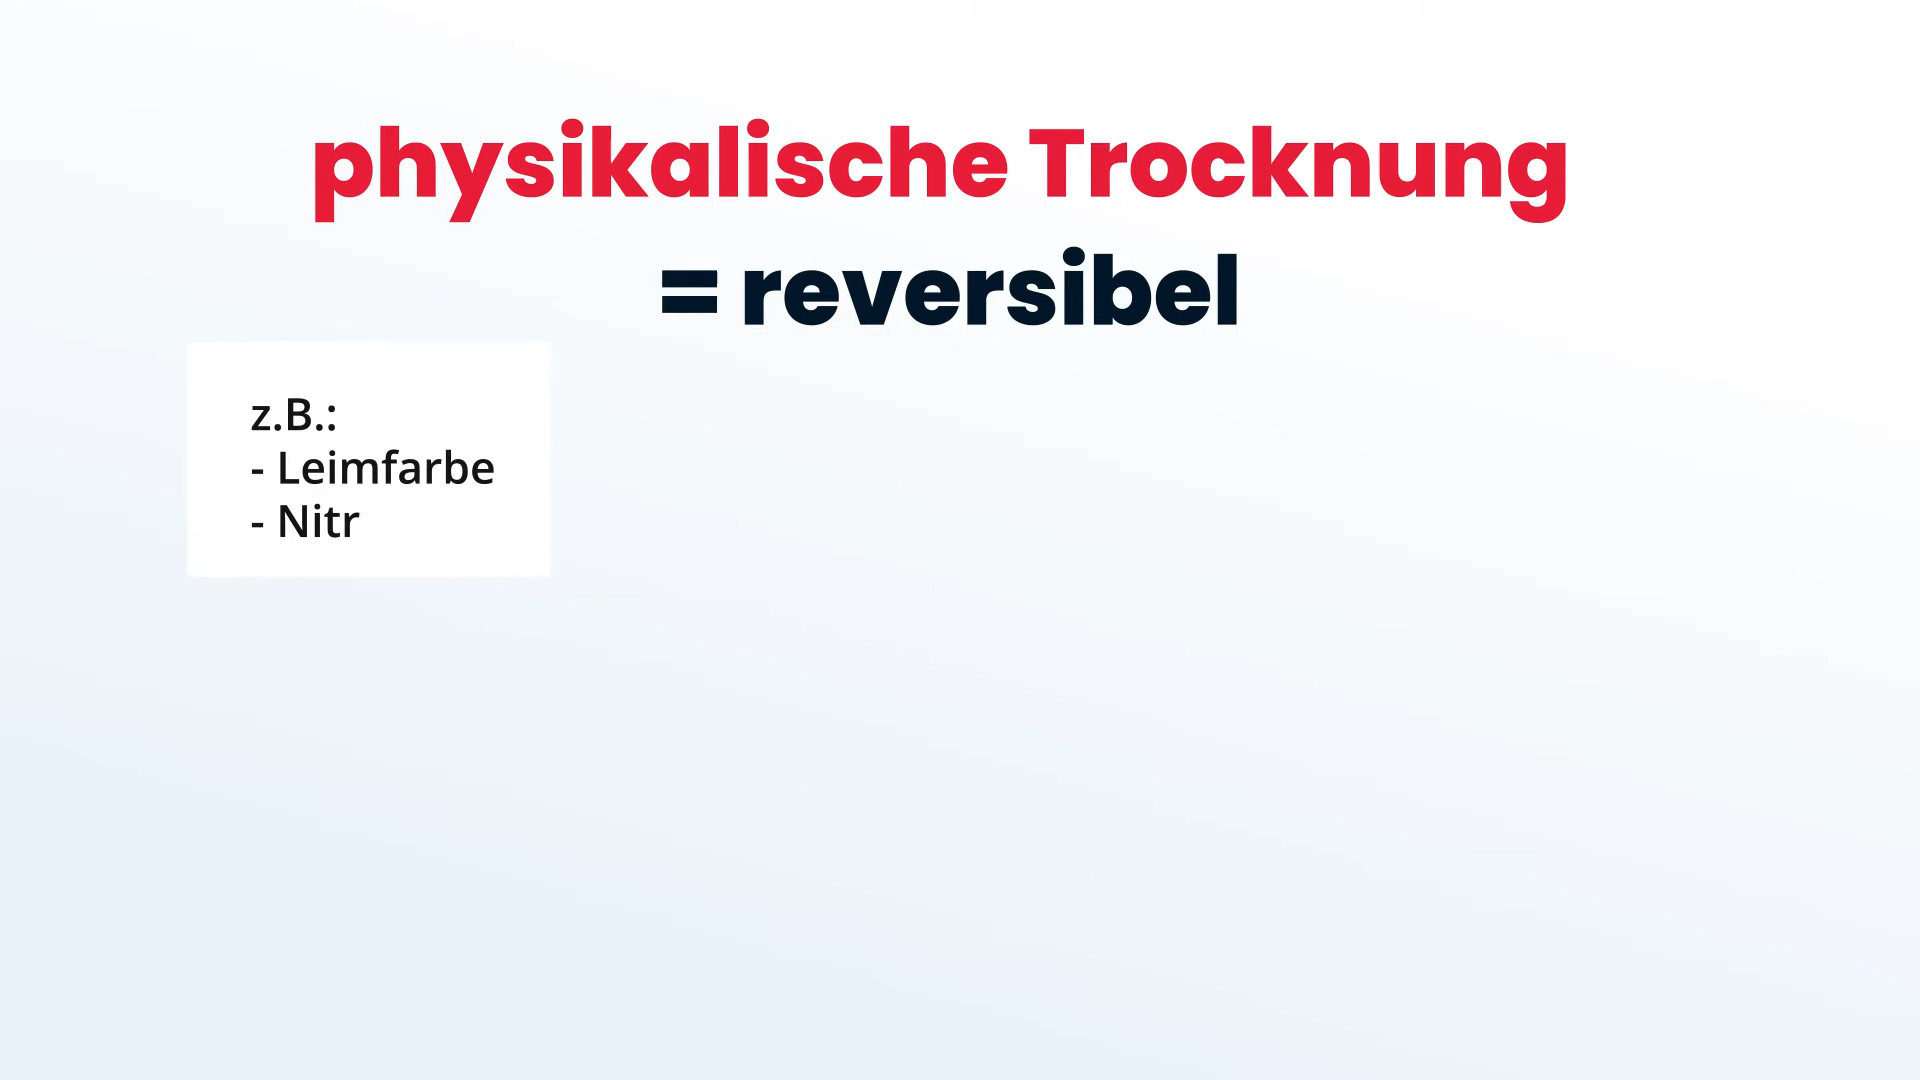 physikalische Trocknung
= reversibel
z.B.:
- Leimfarbe
- Nitr